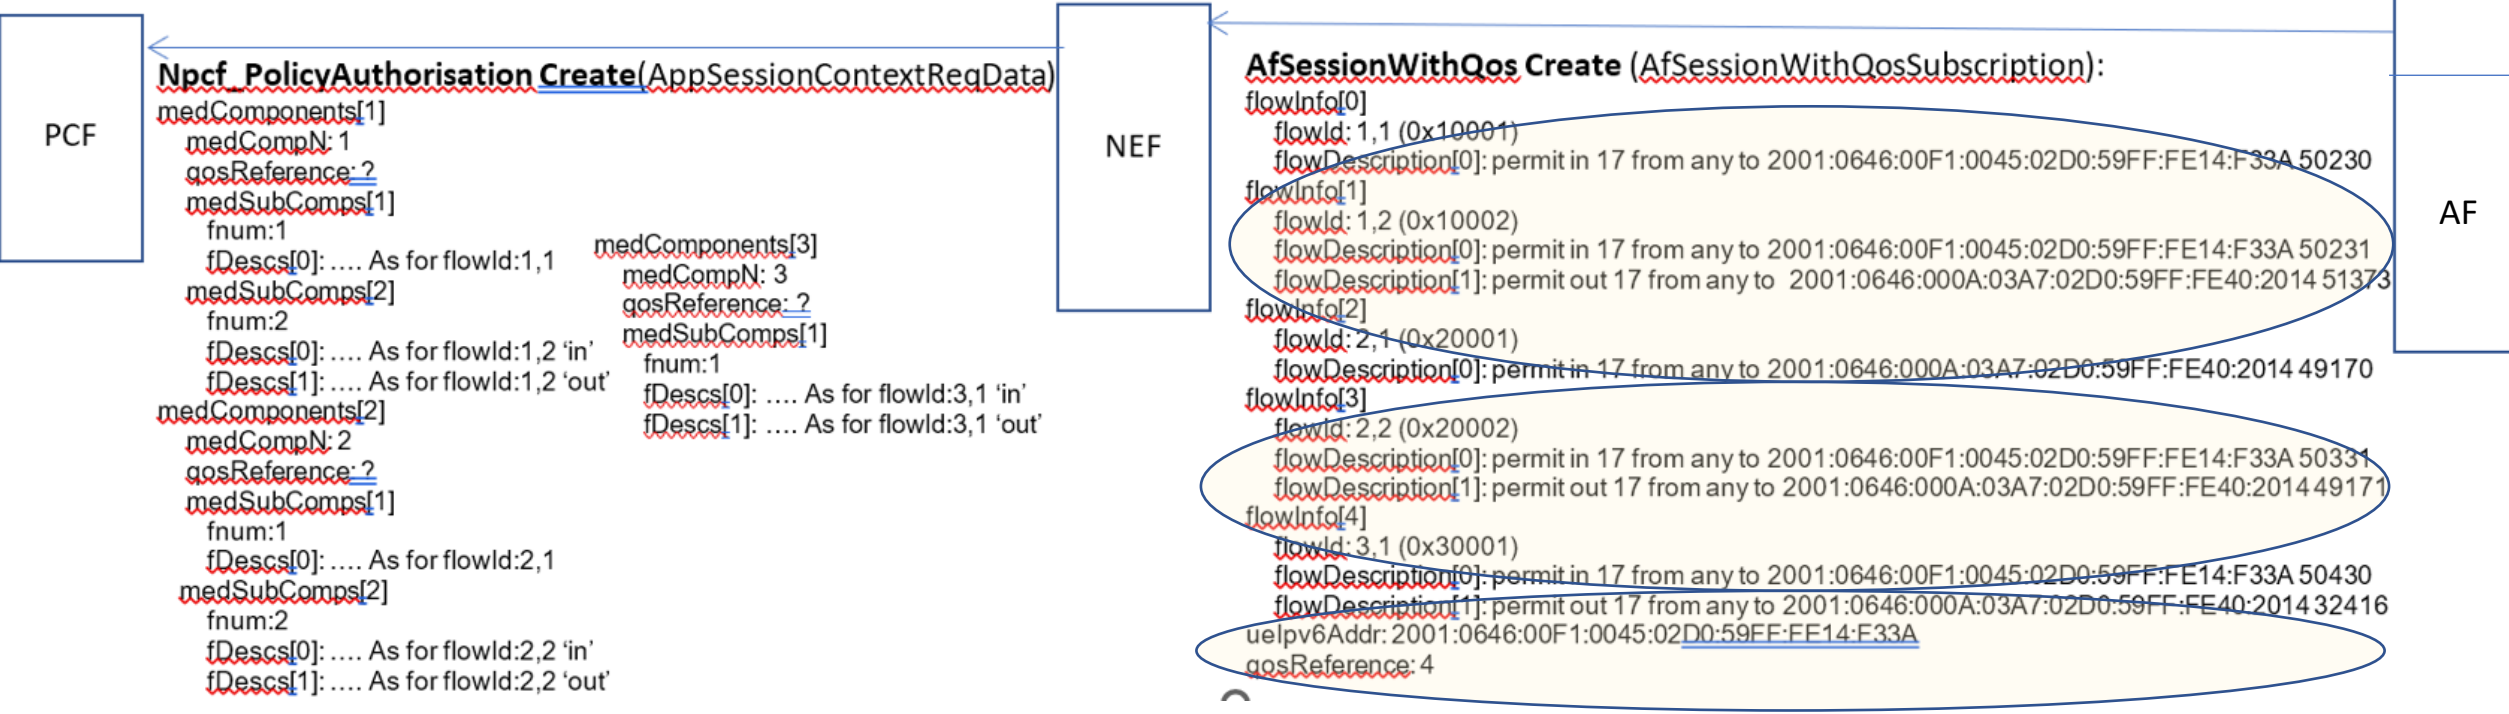 PCF
Npcf_PolicyAuthorisation Create(AppSessionContextReqData)
medComponents[1]
medCompN: 1
qosReference: ?
medSubComps[1]
fnum:1
fDescs[0]: .... As for flowId:1,1
medSubComps[2]
fnum:2
fDescs[0]: .... As for flowId:1,2 ‘in’
fDescs[1]: .... As for flowId:1,2 ‘out’
medComponents[2]
medCompN: 2
qosReference: ?
medSubComps[1]
fnum:1
fDescs[0]: .... As for flowId:2,1
medSubComps[2]
fnum:2
fDescs[0]: .... As for flowId:2,2 ‘in’
fDescs[1]: .... As for flowId:2,2 ‘out’
medComponents[3]
medCompN: 3
qosReference: ?
medSubComps[1]
fnum:1
fDescs[0]: .... As for flowId:3,1 ‘in’
fDescs[1]: .... As for flowId:3,1 ‘out’
NEF
AfSessionWithQos Create (AfSessionWithQosSubscription):
flowInfo[0]
flowId: 1,1 (0x10001)
flowDescription[0]: permit in 17 from any to 2001:0646:00F1:0045:02D0:59FF:FE14:F33A 50230
flowInfo[1]
flowId: 1,2 (0x10002)
flowDescription[0]: permit in 17 from any to 2001:0646:00F1:0045:02D0:59FF:FE14:F33A 50231
flowDescription[1]: permit out 17 from any to 2001:0646:000A:03A7:02D0:59FF:FE40:2014 51373
flowInfo[2]
flowId: 2,1 (0x20001)
flowDescription[0]: permit in 17 from any to 2001:0646:000A:03A7:02D0:59FF:FE40:2014 49170
flowInfo[3]
flowId: 2,2 (0x20002)
flowDescription[0]: permit in 17 from any to 2001:0646:00F1:0045:02D0:59FF:FE14:F33A 50331
flowDescription[1]: permit out 17 from any to 2001:0646:000A:03A7:02D0:59FF:FE40:2014 49171
flowInfo[4]
flowId: 3,1 (0x30001)
flowDescription[0]: permit in 17 from any to 2001:0646:00F1:0045:02D0:59FF:FE14:F33A 50430
flowDescription[1]: permit out 17 from any to 2001:0646:000A:03A7:02D0:59FF:FE40:2014 32416
ueIpv6Addr: 2001:0646:00F1:0045:02D0:59FF:FE14:F33A
qosReference: 4
AF